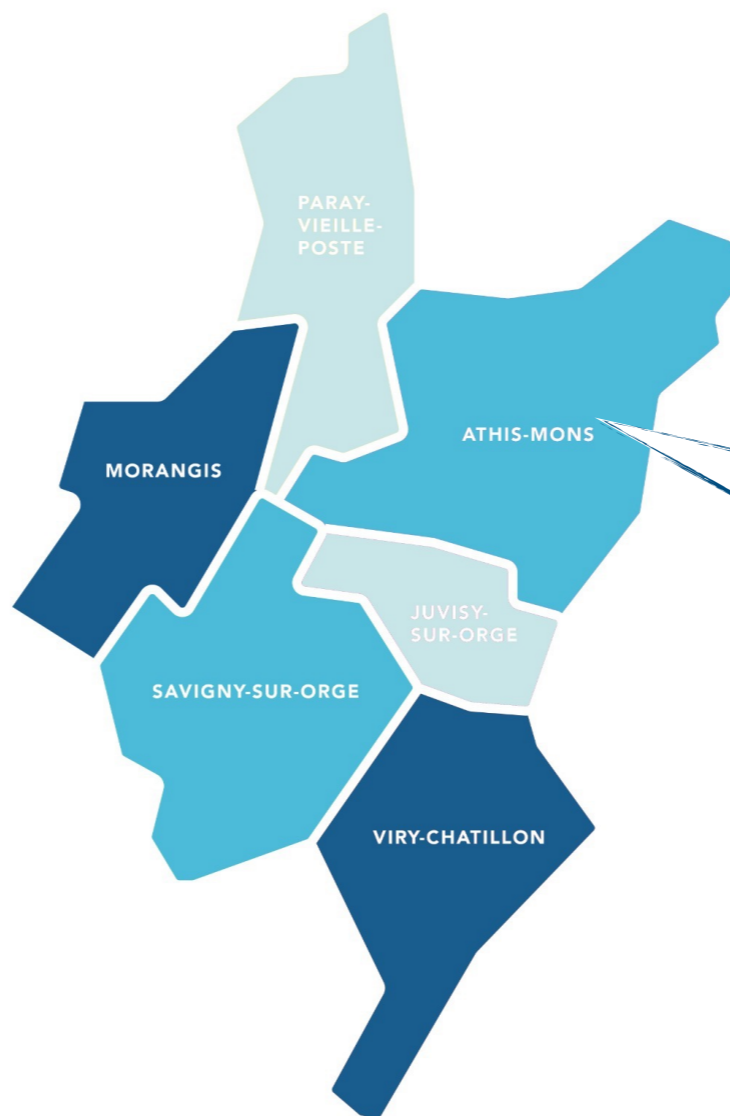 PARAY-
VIEILLE-
POSTE
ATHIS-MONS
MORANGIS
JUVISY-
SUR-ORGE
SAVIGNY-SUR-ORGE
VIRY-CHATILLON